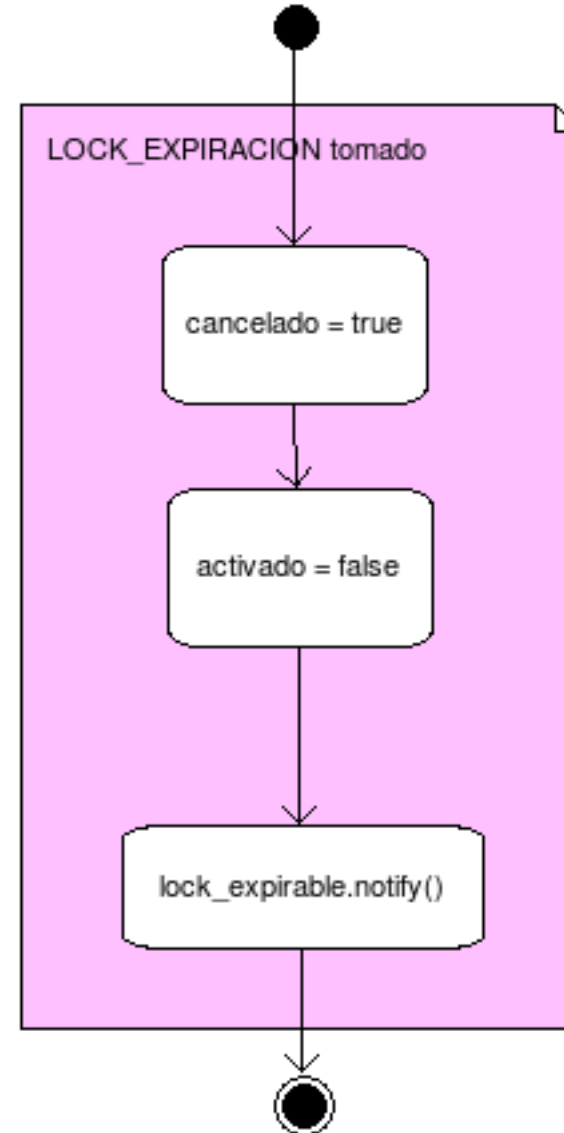 LOCK_EXPIRACION tomado
cancelado = true
activado = false
lock_expirable.notify()